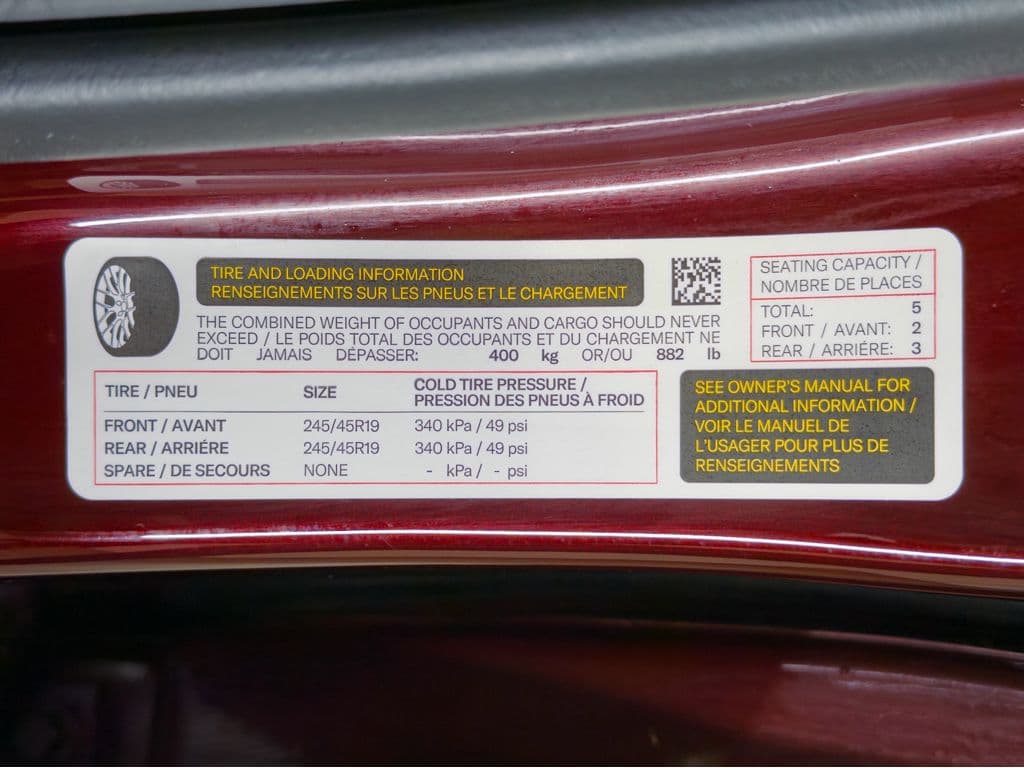 TIRE AND LOADING INFORMATION
RENSEIGNEMENTS SUR LES PNEUS ET LE CHARGEMENT
THE COMBINED WEIGHT OF OCCUPANTS AND CARGO SHOULD NEVER
EXCEED / LE POIDS TOTAL DES OCCUPANTS ET DU CHARGEMENT NE
DOIT JAMAIS DÉPASSER: 400 kg OR/OU 882 lb
SEATING CAPACITY /
NOMBRE DE PLACES
TOTAL: 5
FRONT / AVANT: 2
REAR / ARRIÉRE: 3
TIRE / PNEU SIZE COLD TIRE PRESSURE /
PRESSION DES PNEUS À FROID
FRONT / AVANT 245/45R19 340 kPa / 49 psi
REAR / ARRIÉRE 245/45R19 340 kPa / 49 psi
SPARE / DE SECOURS NONE - kPa / - psi
SEE OWNER'S MANUAL FOR
ADDITIONAL INFORMATION /
VOIR LE MANUEL DE
L'USAGER POUR PLUS DE
RENSEIGNEMENTS